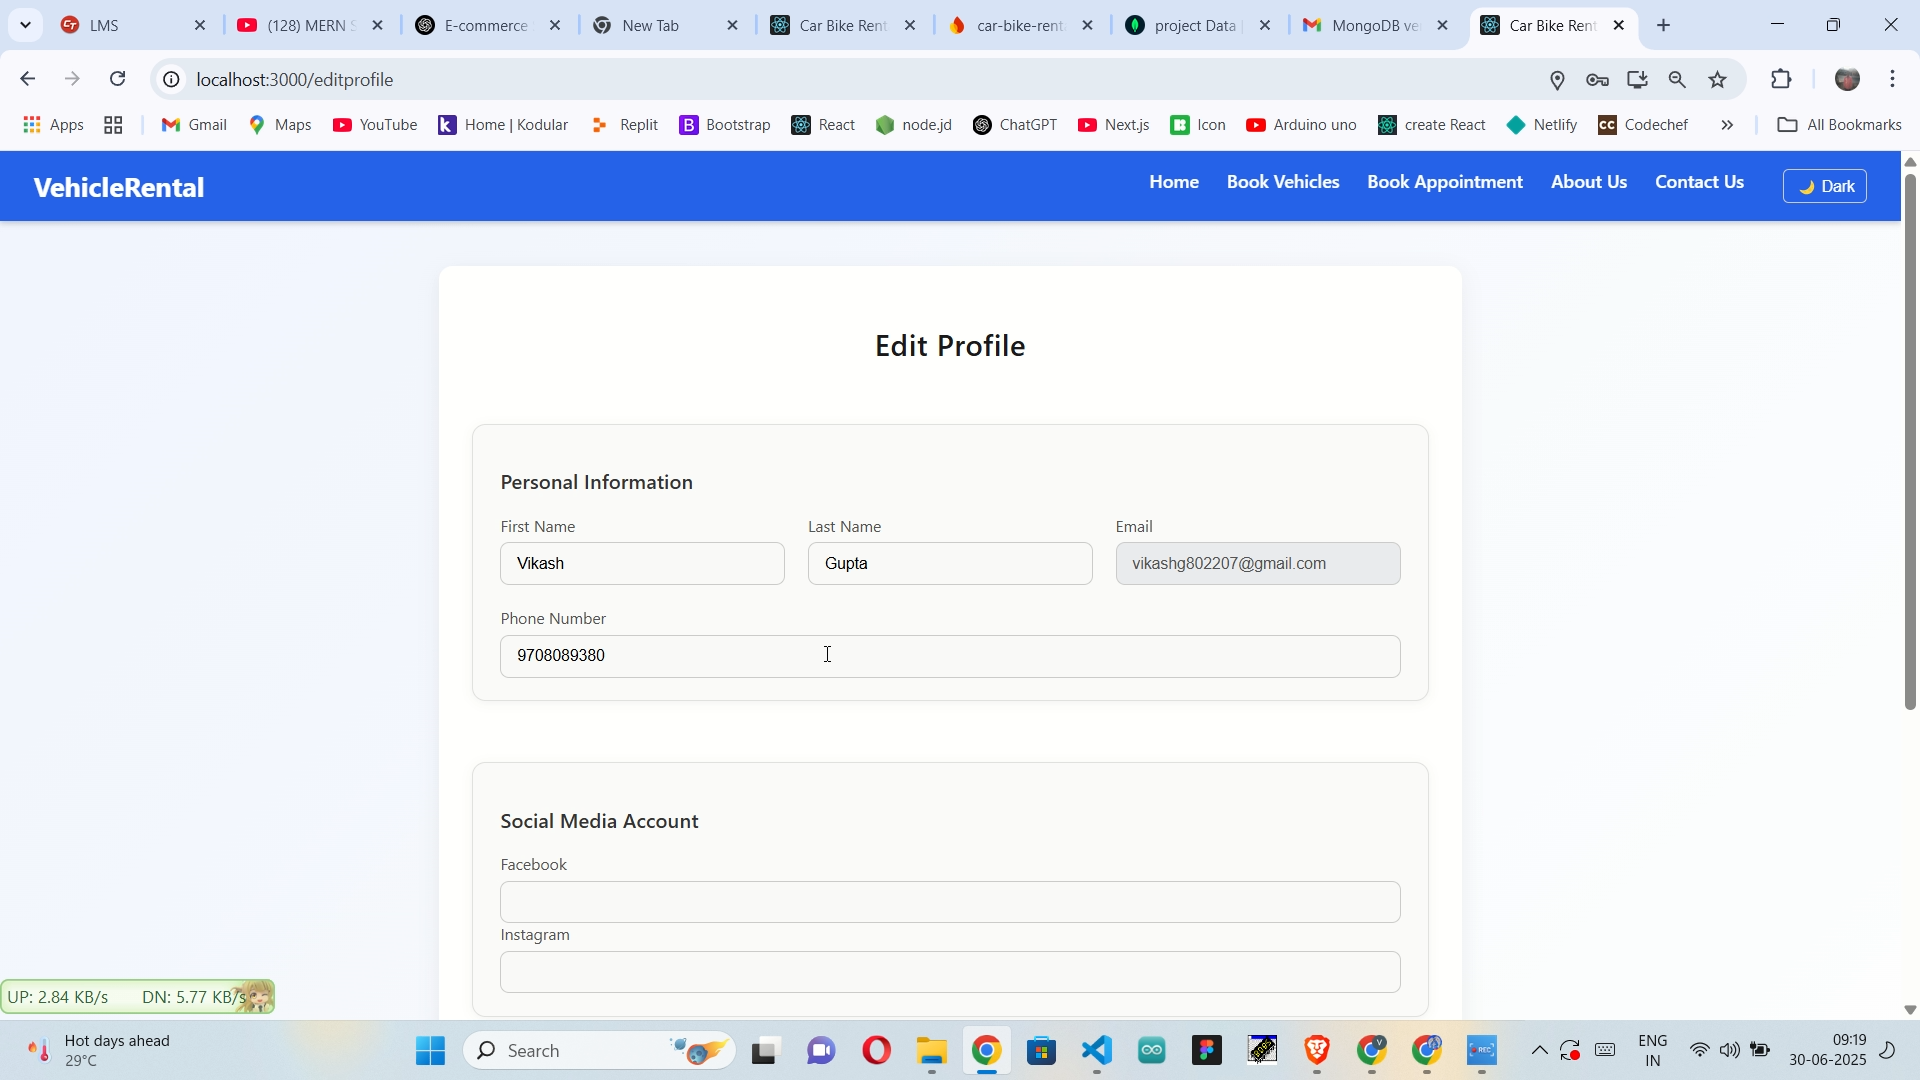 LMS
(128) MERN S
E-commerce
New Tab
Car Bike Rent
car-bike-renta
project Data |
MongoDB ve
Car Bike Rent
localhost:3000/editprofile
Apps
Gmail
Maps
YouTube
Home | Kodular
Replit
Bootstrap
React
node.jd
ChatGPT
Next.js
Icon
Arduino uno
create React
Netlify
Codechef
All Bookmarks
VehicleRental
Home
Book Vehicles
Book Appointment
About Us
Contact Us
Dark
Edit Profile
Personal Information
First Name
Last Name
Email
Vikash
Gupta
vikashg802207@gmail.com
Phone Number
9708089380
Social Media Account
Facebook
Instagram
UP: 2.84 KB/s
DN: 5.77 KB/s
Hot days ahead
29°C
Search
REC
ENG
IN
09:19
30-06-2025